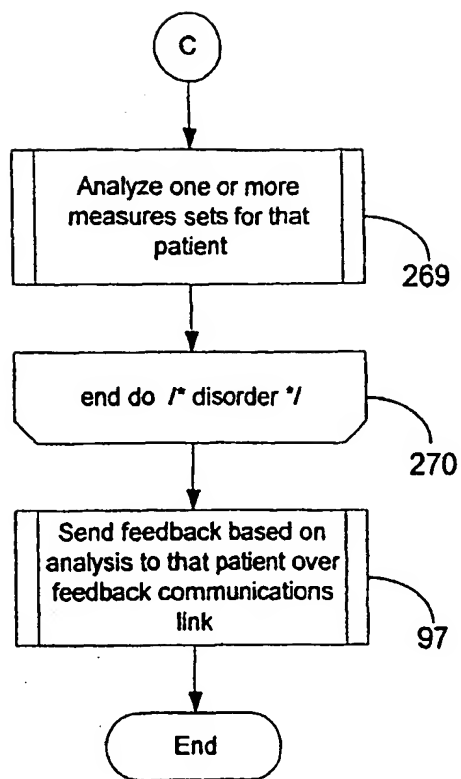 C
Analyze one or more
measures sets for that
patient
269
end do /* disorder */
270
Send feedback based on
analysis to that patient over
feedback communications
link
97
End